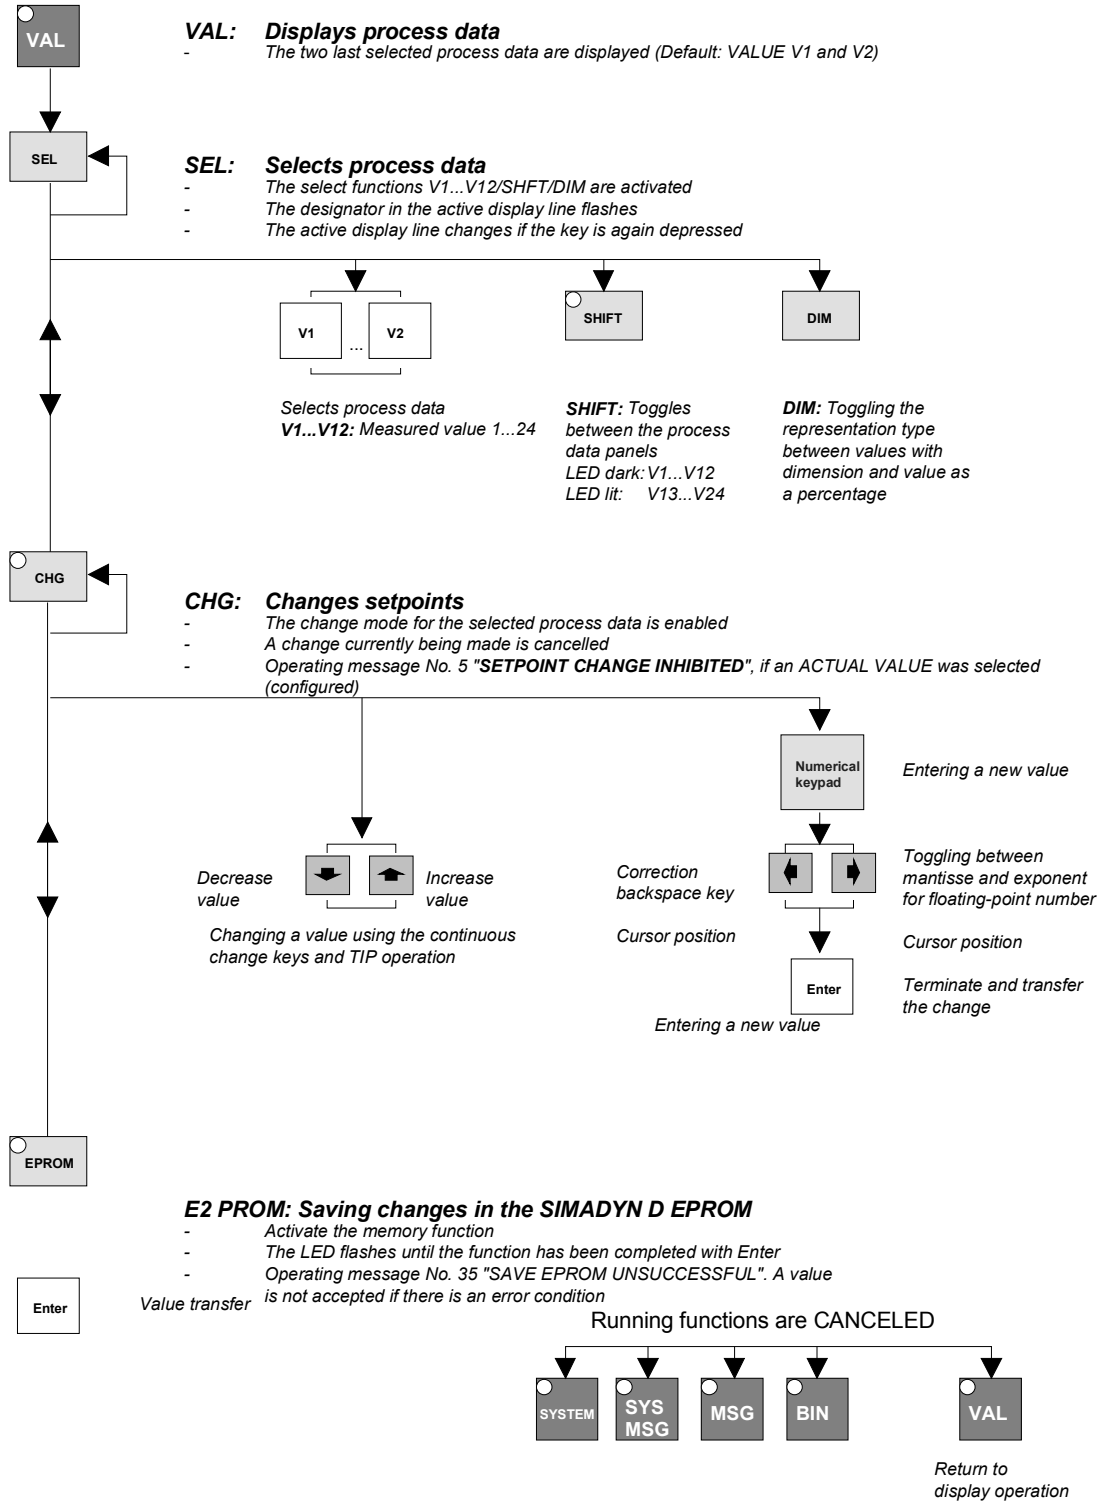 VAL
VAL: Displays process data
- The two last selected process data are displayed (Default: VALUE V1 and V2)
SEL
SEL: Selects process data
- The select functions V1...V12/SHFT/DIM are activated
- The designator in the active display line flashes
- The active display line changes if the key is again depressed
V1
...
V2
SHIFT
DIM
Selects process data
V1...V12: Measured value 1...24
SHIFT: Toggles
between the process
data panels
LED dark: V1...V12
LED lit: V13...V24
DIM: Toggling the
representation type
between values with
dimension and value as
a percentage
CHG
CHG: Changes setpoints
- The change mode for the selected process data is enabled
- A change currently being made is cancelled
- Operating message No. 5 "SETPOINT CHANGE INHIBITED", if an ACTUAL VALUE was selected
(configured)
Numerical
keypad
Entering a new value
Decrease
value
Increase
value
Changing a value using the continuous
change keys and TIP operation
Correction
backspace key
Cursor position
Toggling between
mantisse and exponent
for floating-point number
Cursor position
Enter
Terminate and transfer
the change
Entering a new value
EPROM
E2 PROM: Saving changes in the SIMADYN D EPROM
- Activate the memory function
- The LED flashes until the function has been completed with Enter
- Operating message No. 35 "SAVE EPROM UNSUCCESSFUL". A value
is not accepted if there is an error condition
Enter
Value transfer
Running functions are CANCELED
SYSTEM
SYS
MSG
MSG
BIN
VAL
Return to
display operation